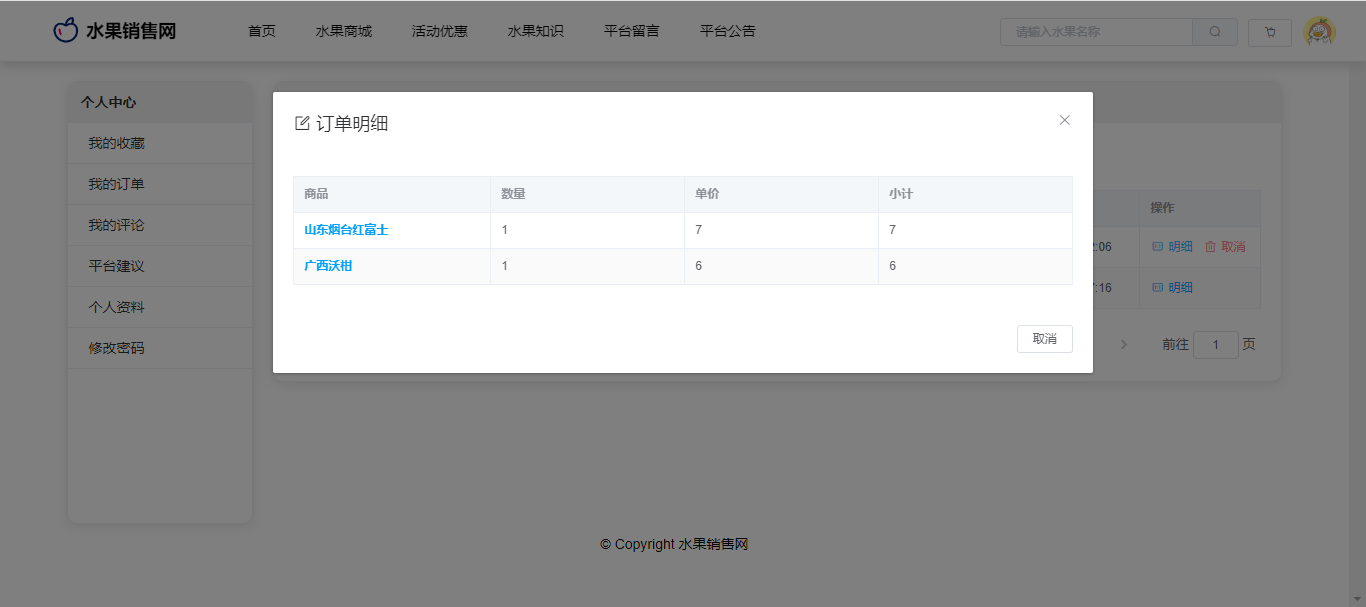 水果销售网 首页 水果商城 活动优惠 水果知识 平台留言 平台公告 请输入水果名称
个人中心
我的收藏
我的订单
我的评论
平台建议
个人资料
修改密码
订单明细
商品 数量 单价 小计
山东烟台红富士 1 7 7
广西沃柑 1 6 6
取消
操作
:06 明细 取消
:16 明细
前往 1 页
© Copyright 水果销售网